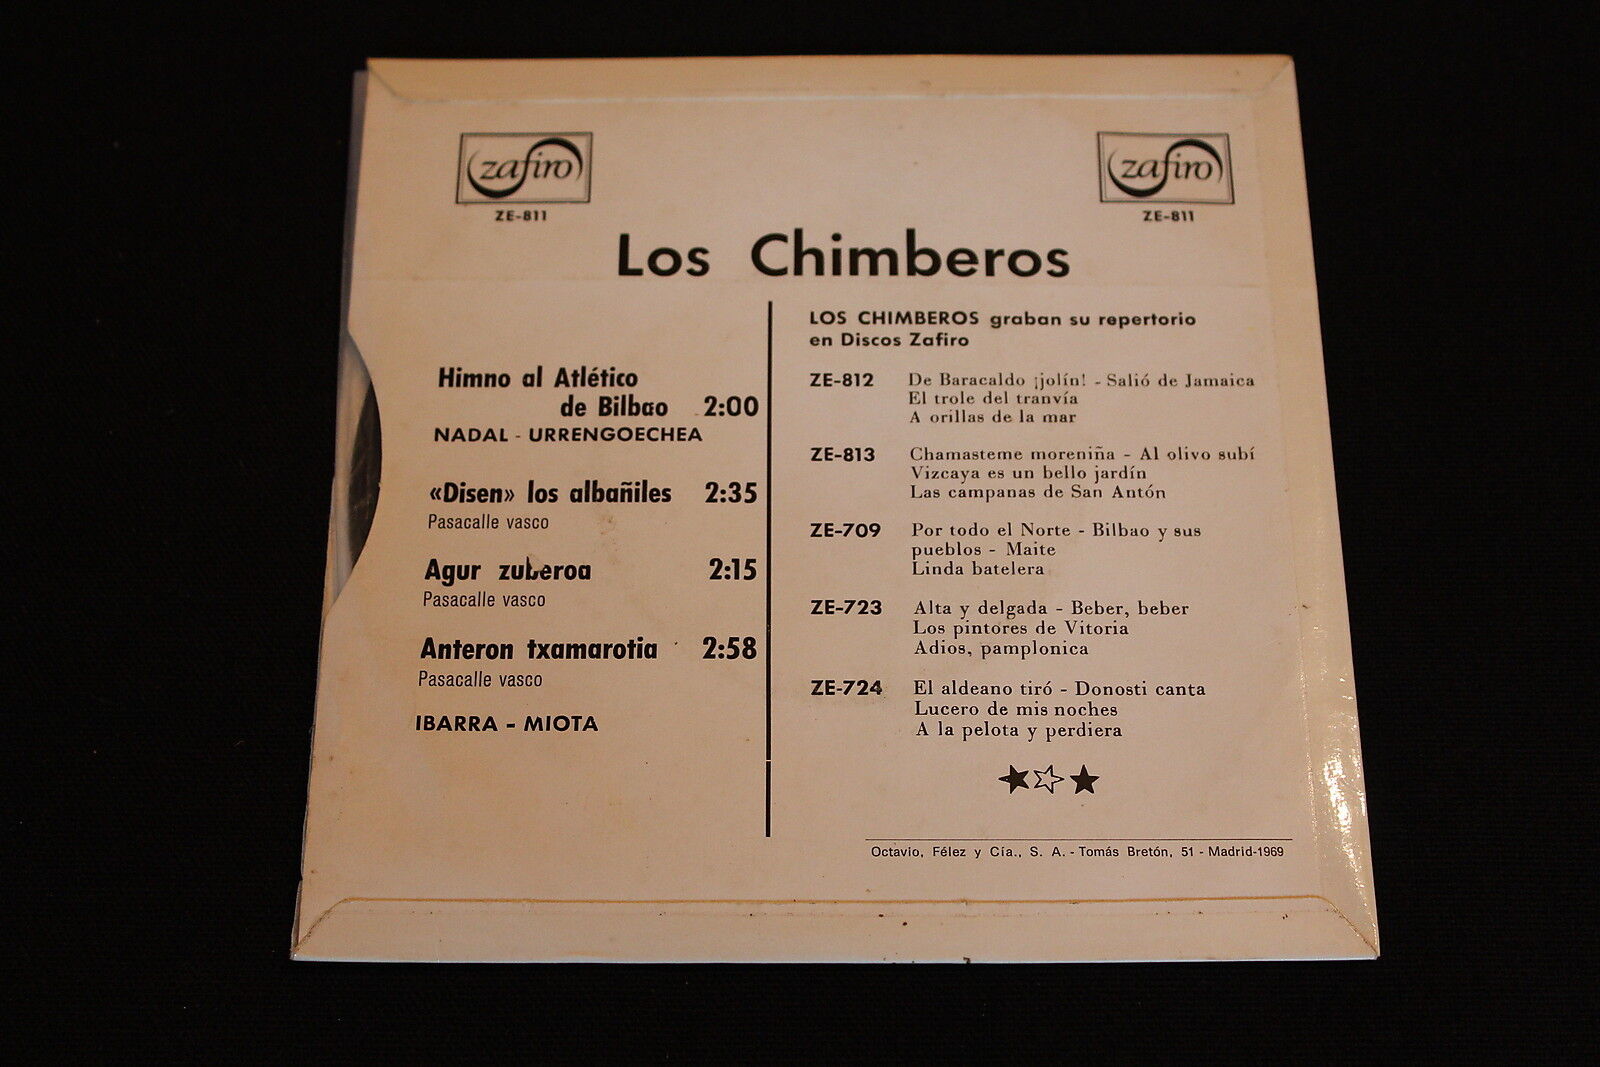 zafiro
ZE-811
zafiro
ZE-811
Los Chimberos
Himno al Atlético
de Bilbao 2:00
NADAL - URRENGOECHEA
«Disen» los albañiles 2:35
Pasacalle vasco
Agur zuberoa 2:15
Pasacalle vasco
Anteron txamarotia 2:58
Pasacalle vasco
IBARRA - MIOTA
LOS CHIMBEROS graban su repertorio
en Discos Zafiro
ZE-812 De Baracaldo ¡jolín! - Salió de Jamaica
El trole del tranvía
A orillas de la mar
ZE-813 Chamasteme moreniña - Al olivo subí
Vizcaya es un bello jardín
Las campanas de San Antón
ZE-709 Por todo el Norte - Bilbao y sus
pueblos - Maite
Linda batelera
ZE-723 Alta y delgada - Beber, beber
Los pintores de Vitoria
Adios, pamplonica
ZE-724 El aldeano tiró - Donosti canta
Lucero de mis noches
A la pelota y perdiera
Octavio, Félez y Cía., S. A. - Tomás Bretón, 51 - Madrid-1969